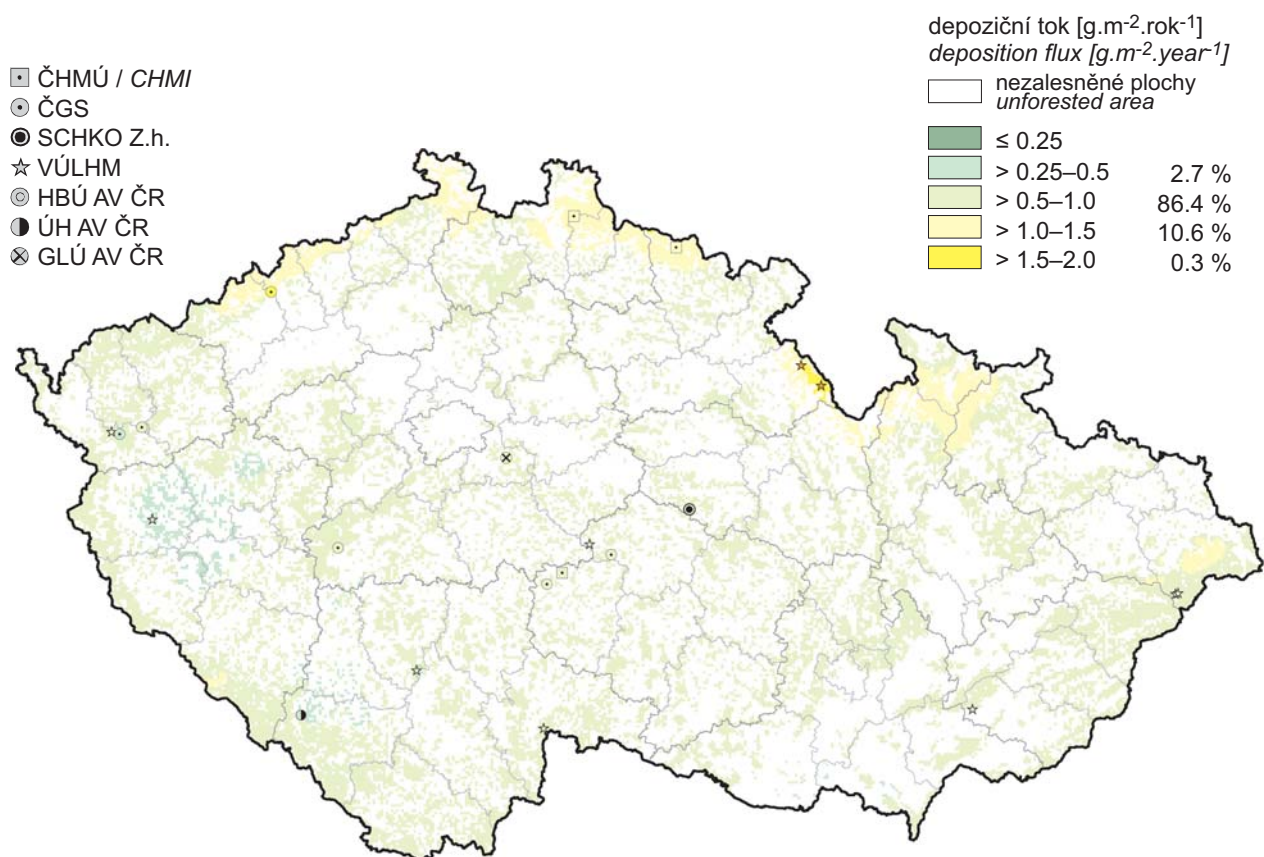 ČHMÚ / CHMI
ČGS
SCHKO Z.h.
VÚLHM
HBÚ AV ČR
ÚH AV ČR
GLÚ AV ČR
depoziční tok [g.m-2.rok-1]
deposition flux [g.m-2.year-1]
nezalesněné plochy
unforested area
≤ 0.25
> 0.25–0.5 2.7 %
> 0.5–1.0 86.4 %
> 1.0–1.5 10.6 %
> 1.5–2.0 0.3 %